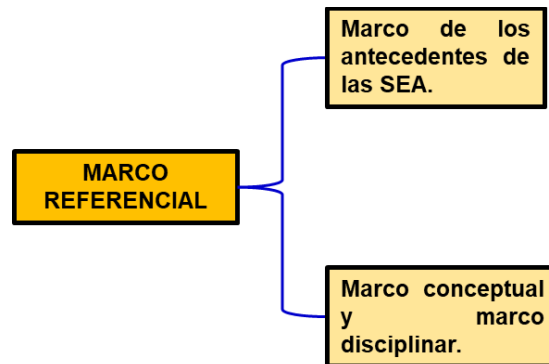 Marco de los
antecedentes de
las SEA.
MARCO
REFERENCIAL
Marco conceptual
y marco
disciplinar.